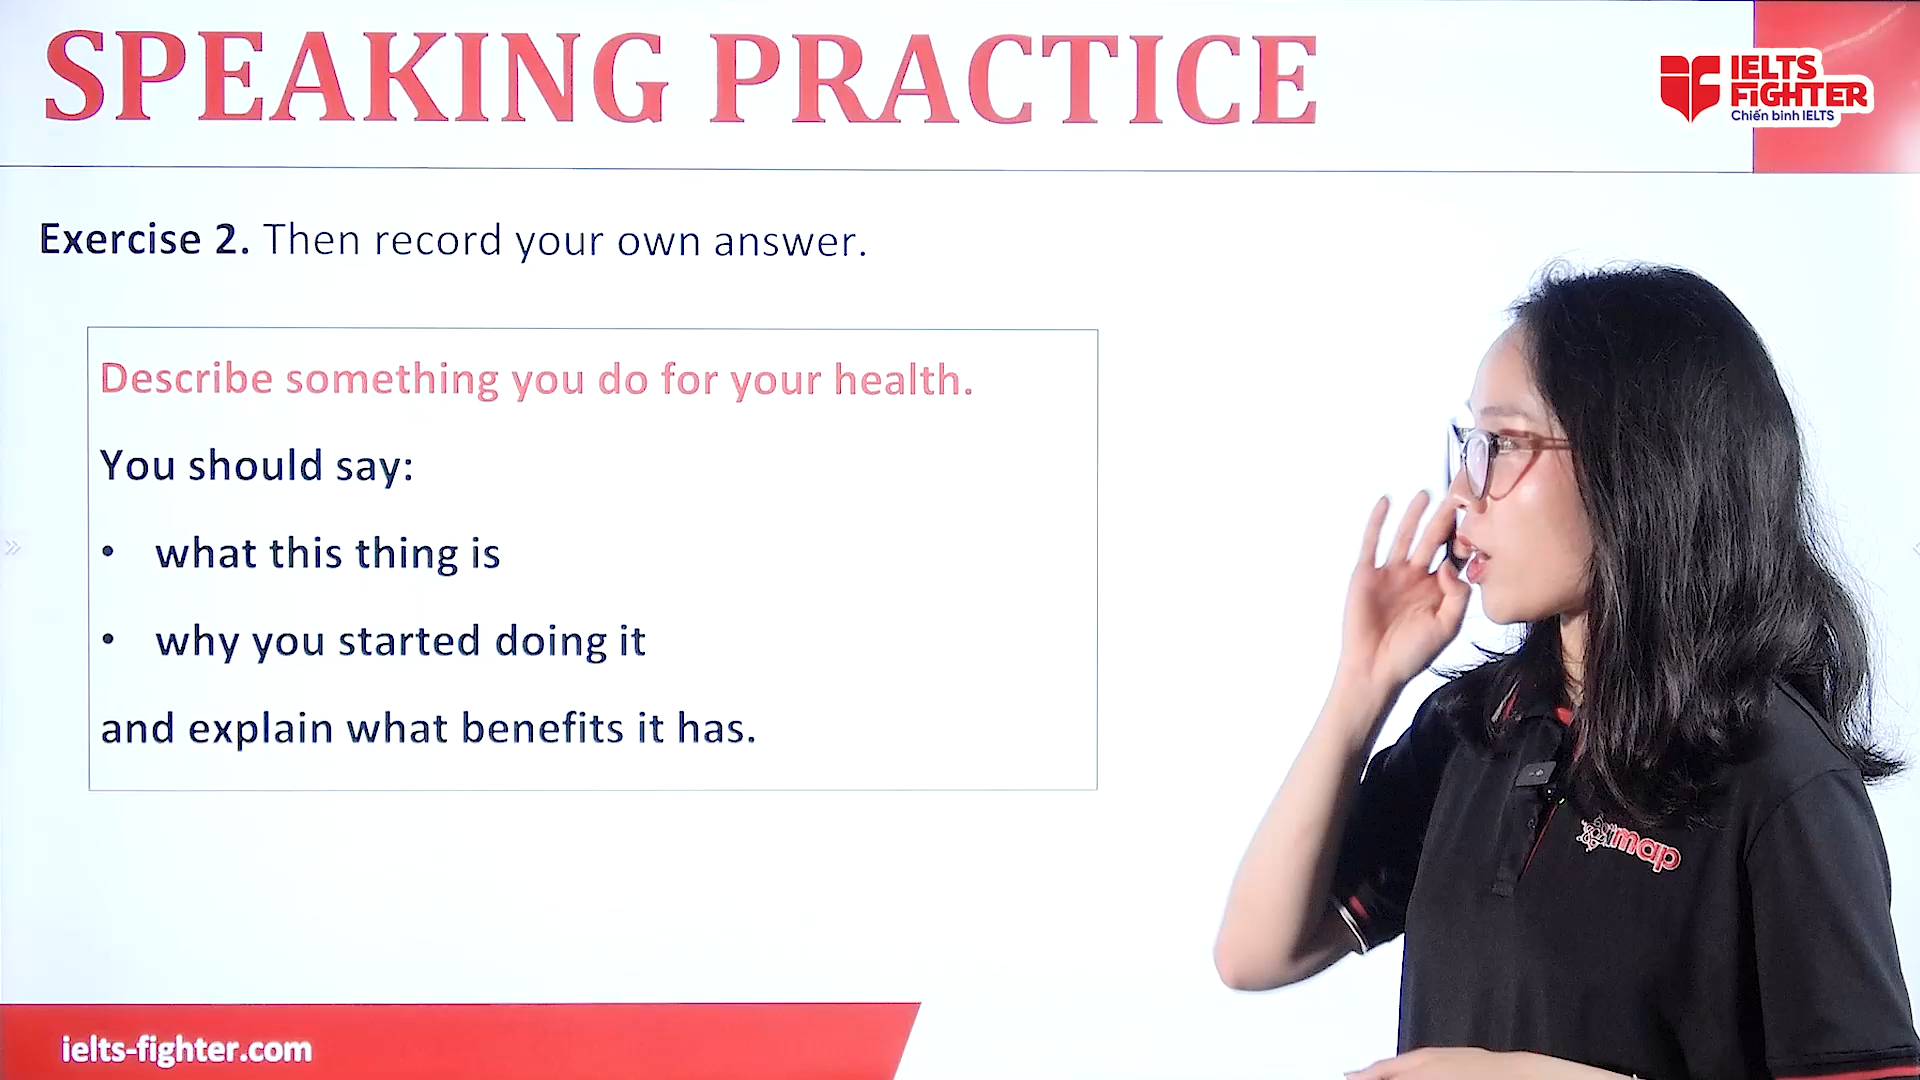 SPEAKING PRACTICE
IELTS
FIGHTER
Chiến binh IELTS
Exercise 2. Then record your own answer.
Describe something you do for your health.
You should say:
• what this thing is
• why you started doing it
and explain what benefits it has.
imap
ielts-fighter.com